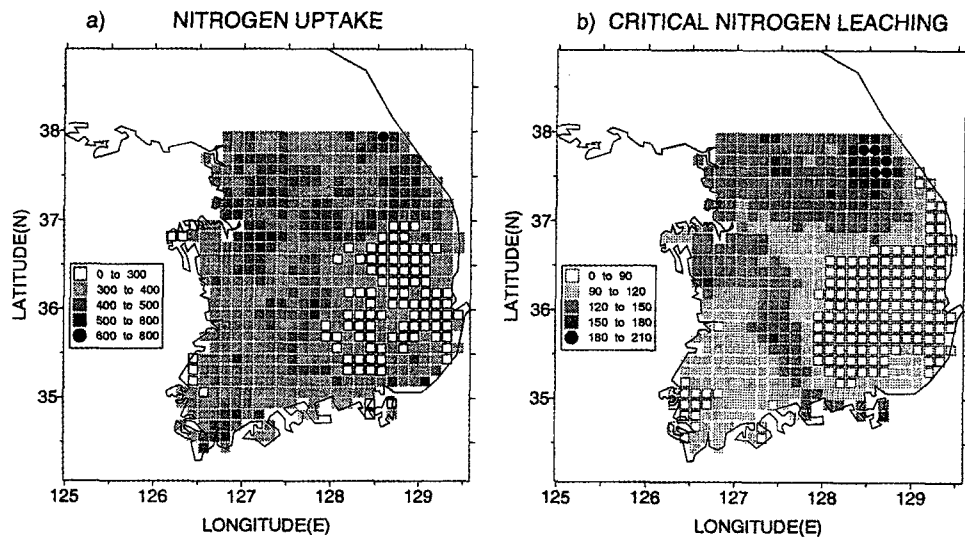 a) NITROGEN UPTAKE
38
37
36
35
LATITUDE(N)
0 to 300
300 to 400
400 to 500
500 to 800
600 to 800
125 126 127 128 129
LONGITUDE(E)
b) CRITICAL NITROGEN LEACHING
38
37
36
35
LATITUDE(N)
0 to 90
90 to 120
120 to 150
150 to 180
180 to 210
125 126 127 128 129
LONGITUDE(E)